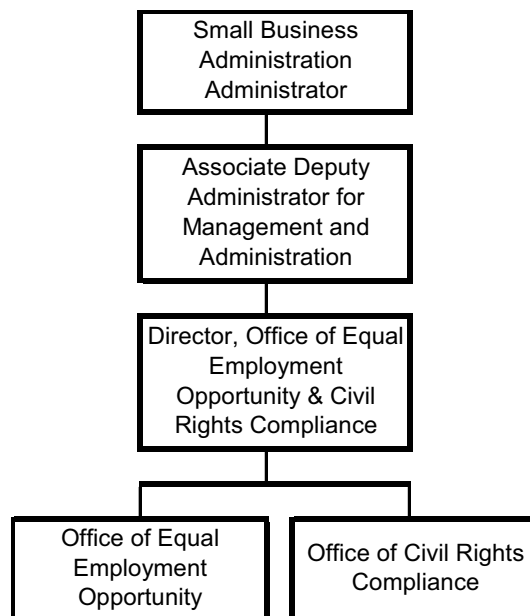 Small Business
Administration
Administrator
Associate Deputy
Administrator for
Management and
Administration
Director, Office of Equal
Employment
Opportunity & Civil
Rights Compliance
Office of Equal
Employment
Opportunity
Office of Civil Rights
Compliance